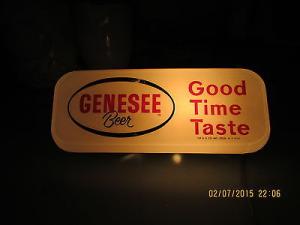 GENESEE
Beer
Good
Time
Taste
02/07/2015 22:06